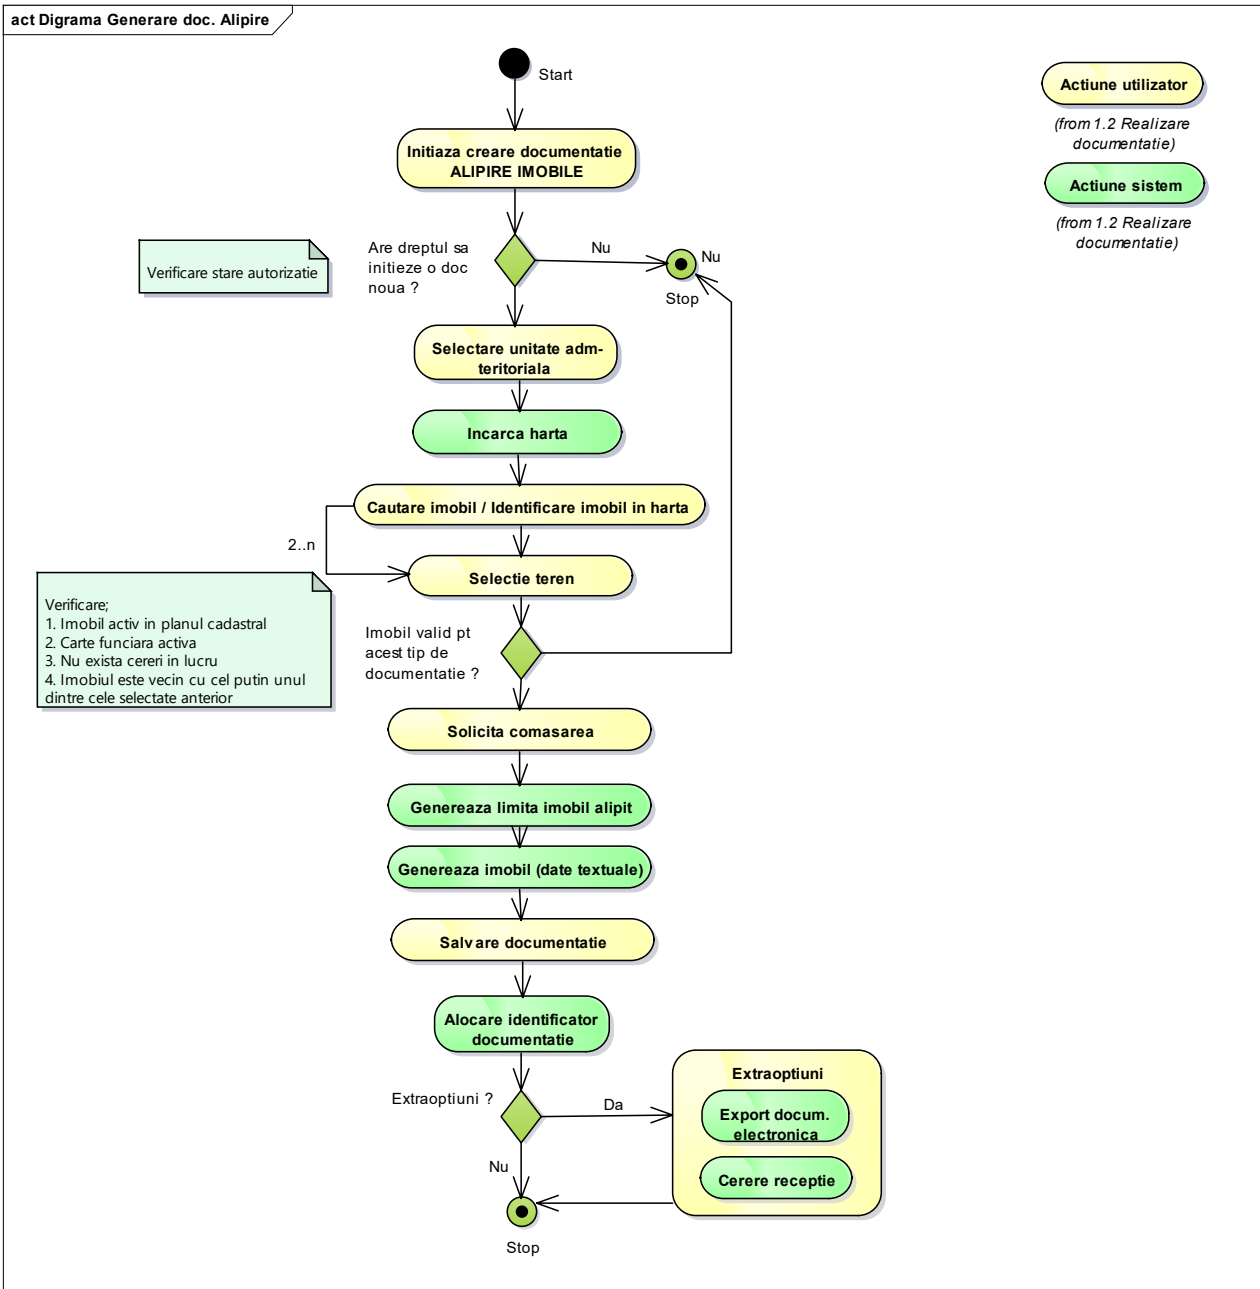 act Digrama Generare doc. Alipire
Start
Actiune utilizator
(from 1.2 Realizare
documentatie)
Actiune sistem
(from 1.2 Realizare
documentatie)
Initiaza creare documentatie
ALIPIRE IMOBILE
Verificare stare autorizatie
Are dreptul sa
initieze o doc
noua ?
Nu
Nu
Stop
Selectare unitate adm-
teritoriala
Incarca harta
Cautare imobil / Identificare imobil in harta
2..n
Selectie teren
Verificare;
1. Imobil activ in planul cadastral
2. Carte funciara activa
3. Nu exista cereri in lucru
4. Imobiul este vecin cu cel putin unul
dintre cele selectate anterior
Imobil valid pt
acest tip de
documentatie ?
Solicita comasarea
Genereaza limita imobil alipit
Genereaza imobil (date textuale)
Salvare documentatie
Alocare identificator
documentatie
Extraoptiuni ?
Da
Nu
Extraoptiuni
Export docum.
electronica
Cerere receptie
Stop